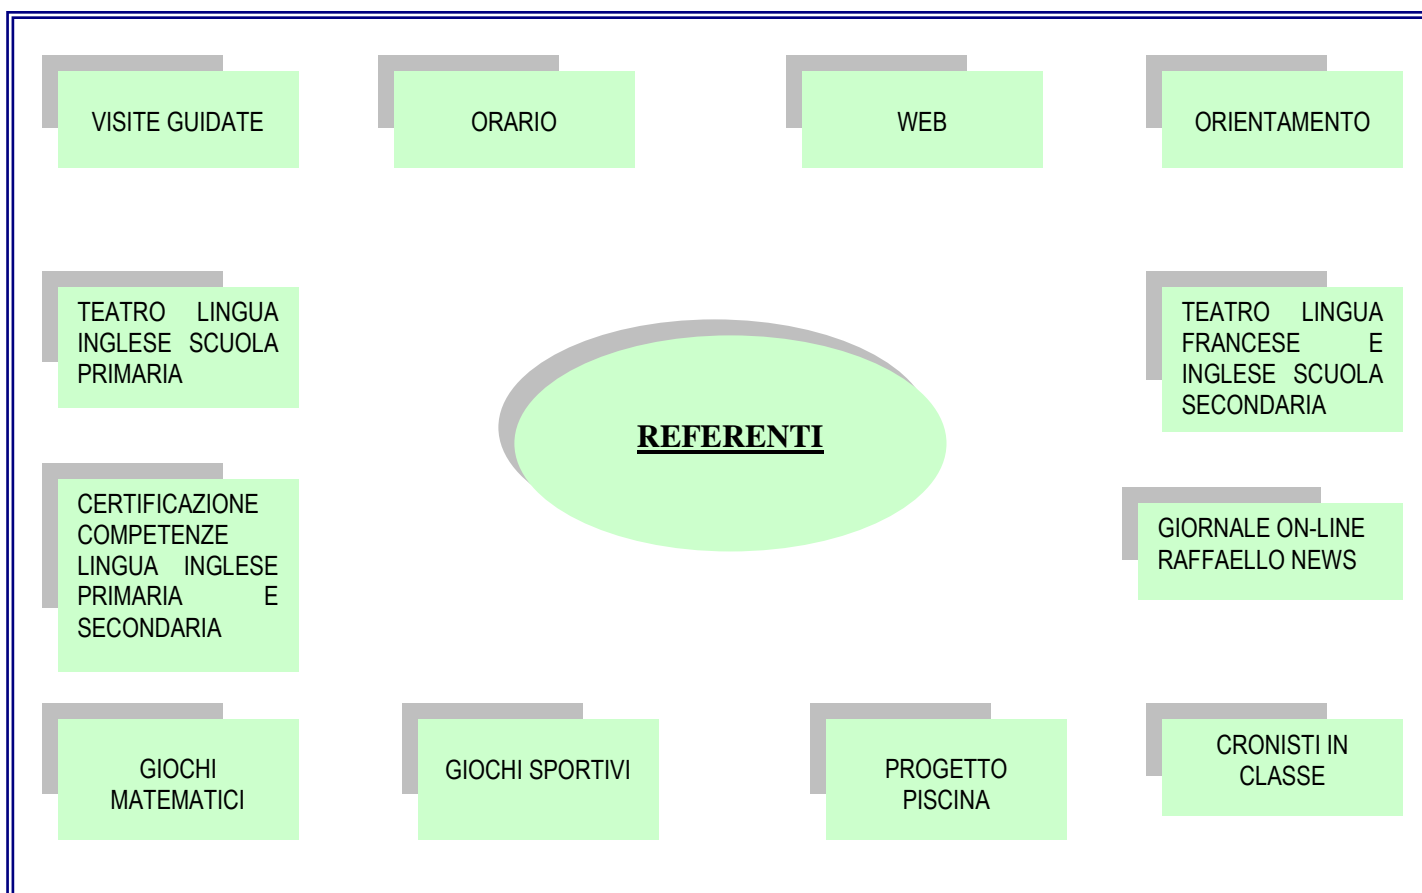 VISITE GUIDATE
ORARIO
WEB
ORIENTAMENTO
TEATRO LINGUA
INGLESE SCUOLA
PRIMARIA
TEATRO LINGUA
FRANCESE E
INGLESE SCUOLA
SECONDARIA
REFERENTI
CERTIFICAZIONE
COMPETENZE
LINGUA INGLESE
PRIMARIA E
SECONDARIA
GIORNALE ON-LINE
RAFFAELLO NEWS
GIOCHI
MATEMATICI
GIOCHI SPORTIVI
PROGETTO
PISCINA
CRONISTI IN
CLASSE